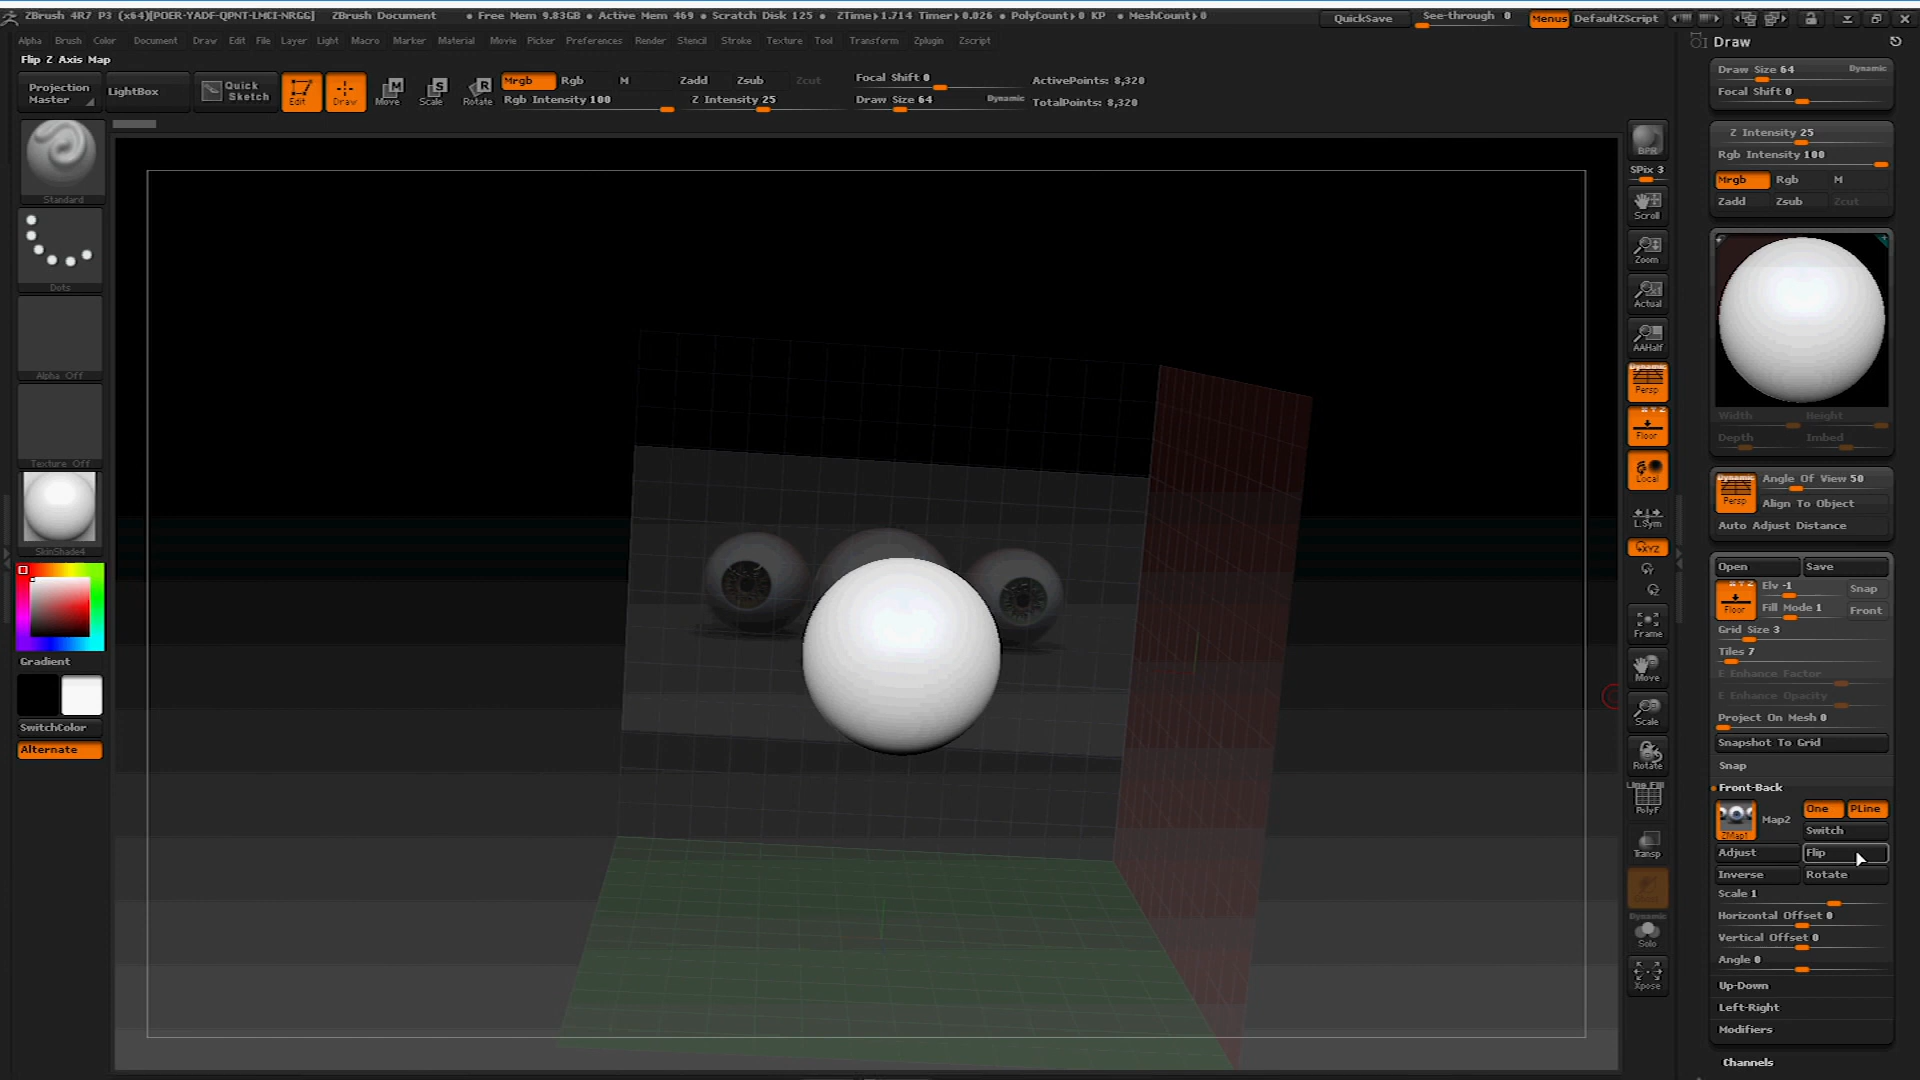 ZBrush 4R7 P3 (x64)[POER-YADF-QPNT-LMCI-NRGG] ZBrush Document • Free Mem 9.83GB • Active Mem 469 • Scratch Disk 125 • ZTime▸1.714 Timer▸0.026 • PolyCount▸0 KP • MeshCount▸0 QuickSave See-through 0 Menus DefaultZScript
Alpha Brush Color Document Draw Edit File Layer Light Macro Marker Material Movie Picker Preferences Render Stencil Stroke Texture Tool Transform Zplugin Zscript
Flip Z Axis Map
Projection Master
LightBox
Quick Sketch
Edit Draw Move Scale Rotate
Mrgb Rgb M Zadd Zsub Zcut
Rgb Intensity 100 Z Intensity 25
Focal Shift 0
Draw Size 64 Dynamic
ActivePoints: 8,320
TotalPoints: 8,320
Standard
Dots
Alpha Off
Texture Off
SkinShade4
Gradient
SwitchColor
Alternate
BPR
SPix 3
Scroll
Zoom
Actual
AAHalf
Dynamic
Persp
X Y Z
Floor
Local
L.Sym
XYZ
Frame
Move
Scale
Rotate
Line Fill
PolyF
Transp
Dynamic
Solo
Xpose
Draw
Draw Size 64 Dynamic
Focal Shift 0
Z Intensity 25
Rgb Intensity 100
Mrgb Rgb M
Zadd Zsub Zcut
Width Height
Depth Imbed
Dynamic
Persp
Angle Of View 50
Align To Object
Auto Adjust Distance
Open Save
X Y Z
Floor
Elv -1 Snap
Fill Mode 1 Front
Grid Size 3
Tiles 7
E Enhance Factor
E Enhance Opacity
Project On Mesh 0
Snapshot To Grid
Snap
Front-Back
ZMap1
Map2
One PLine
Switch
Adjust Flip
Inverse Rotate
Scale 1
Horizontal Offset 0
Vertical Offset 0
Angle 0
Up-Down
Left-Right
Modifiers
Channels